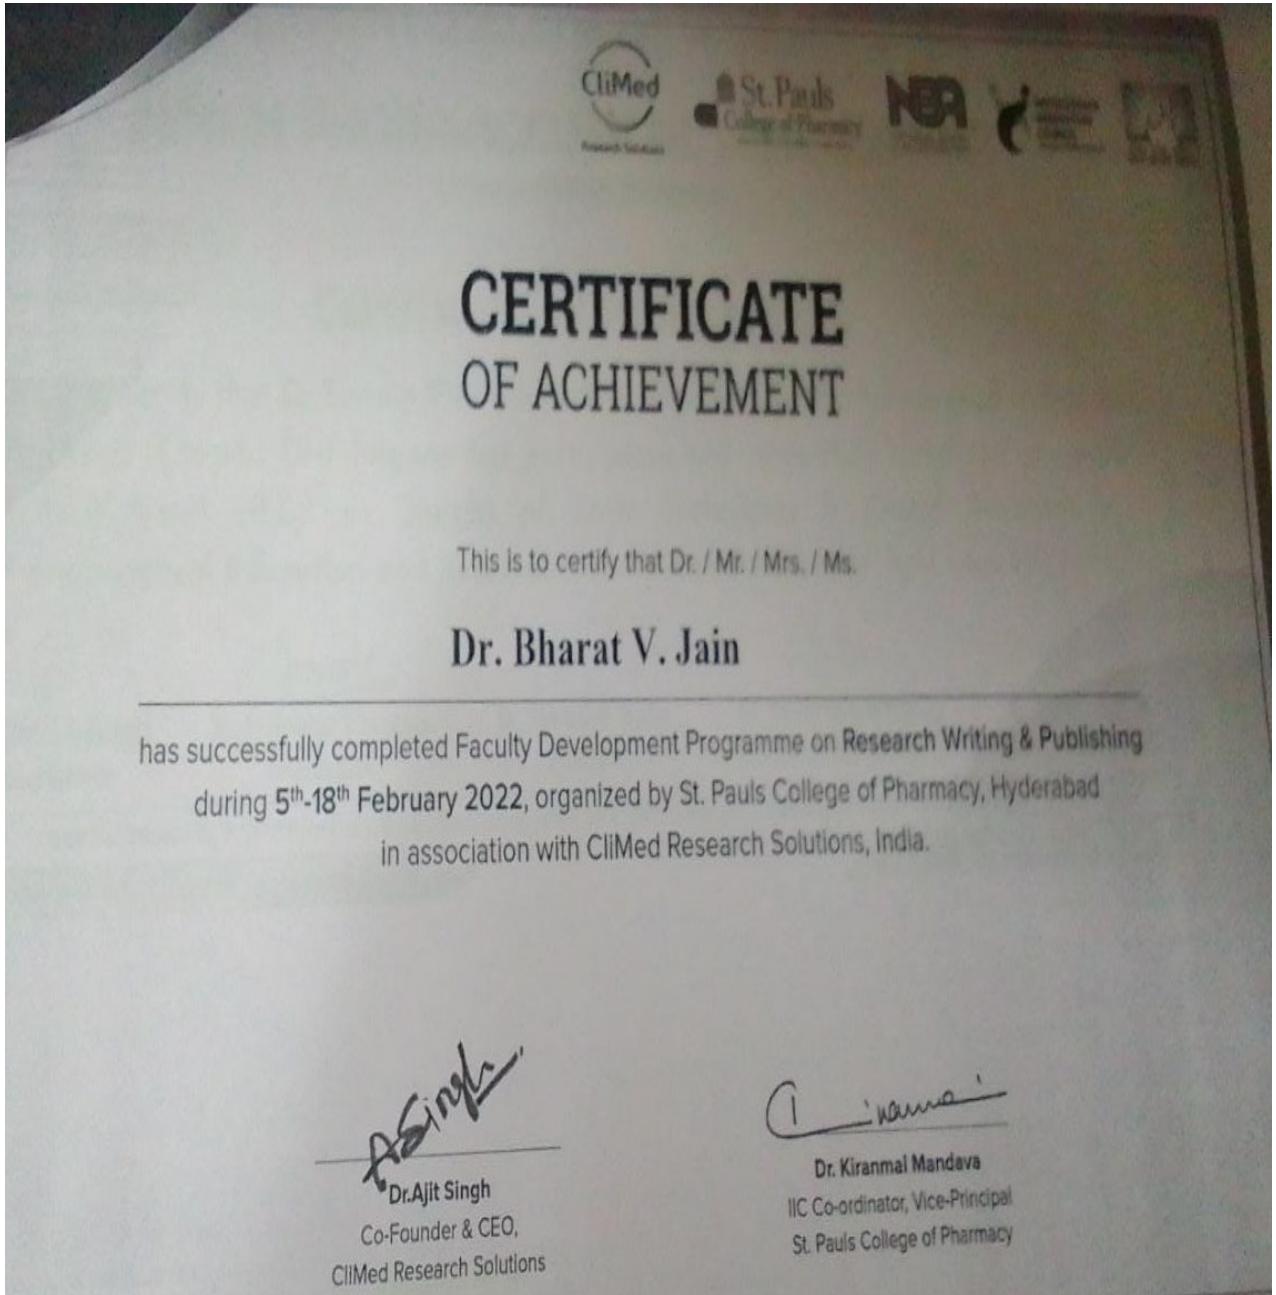 CliMed
Research Solutions
St. Pauls
College of Pharmacy
NBA
CERTIFICATE
OF ACHIEVEMENT
This is to certify that Dr. / Mr. / Mrs. / Ms.
Dr. Bharat V. Jain
has successfully completed Faculty Development Programme on Research Writing & Publishing
during 5th-18th February 2022, organized by St. Pauls College of Pharmacy, Hyderabad
in association with CliMed Research Solutions, India.
ASingh
Dr.Ajit Singh
Co-Founder & CEO,
CliMed Research Solutions
Dr. Kiranmai Mandava
IIC Co-ordinator, Vice-Principal
St. Pauls College of Pharmacy